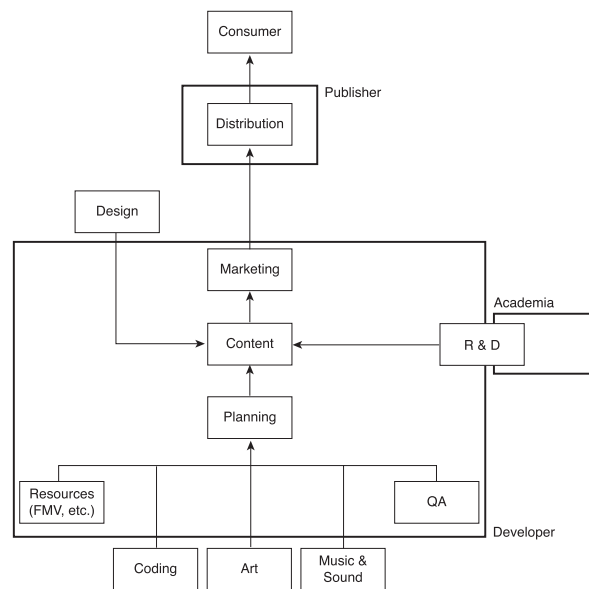 Consumer
Publisher
Distribution
Design
Marketing
Academia
Content
R & D
Planning
Resources
(FMV, etc.)
QA
Developer
Coding
Art
Music &
Sound